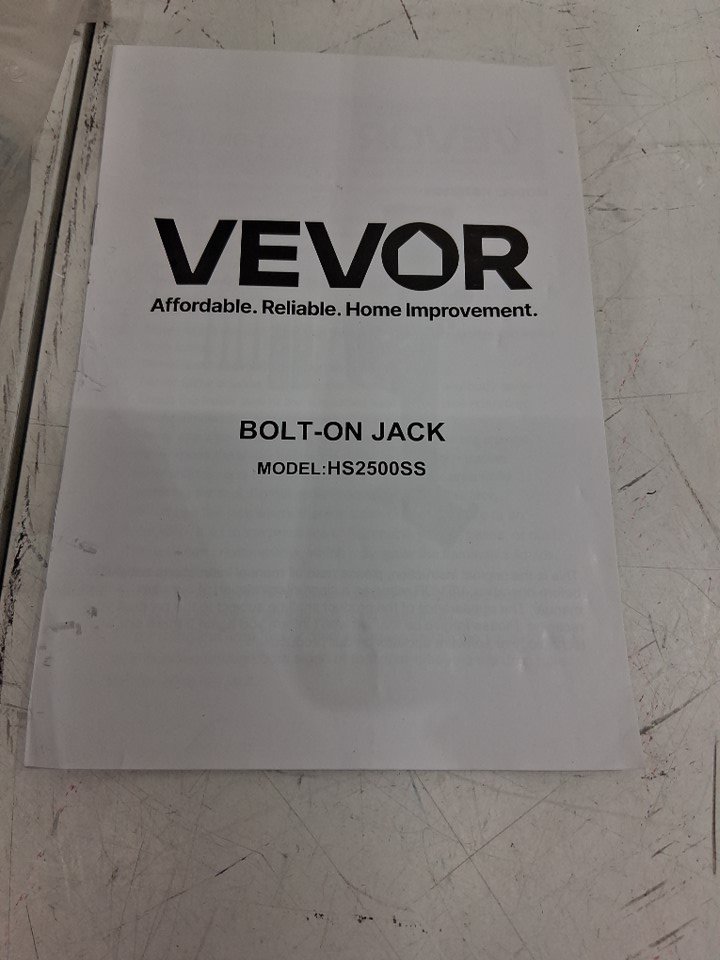 VEVOR
Affordable. Reliable. Home Improvement.
BOLT-ON JACK
MODEL:HS2500SS